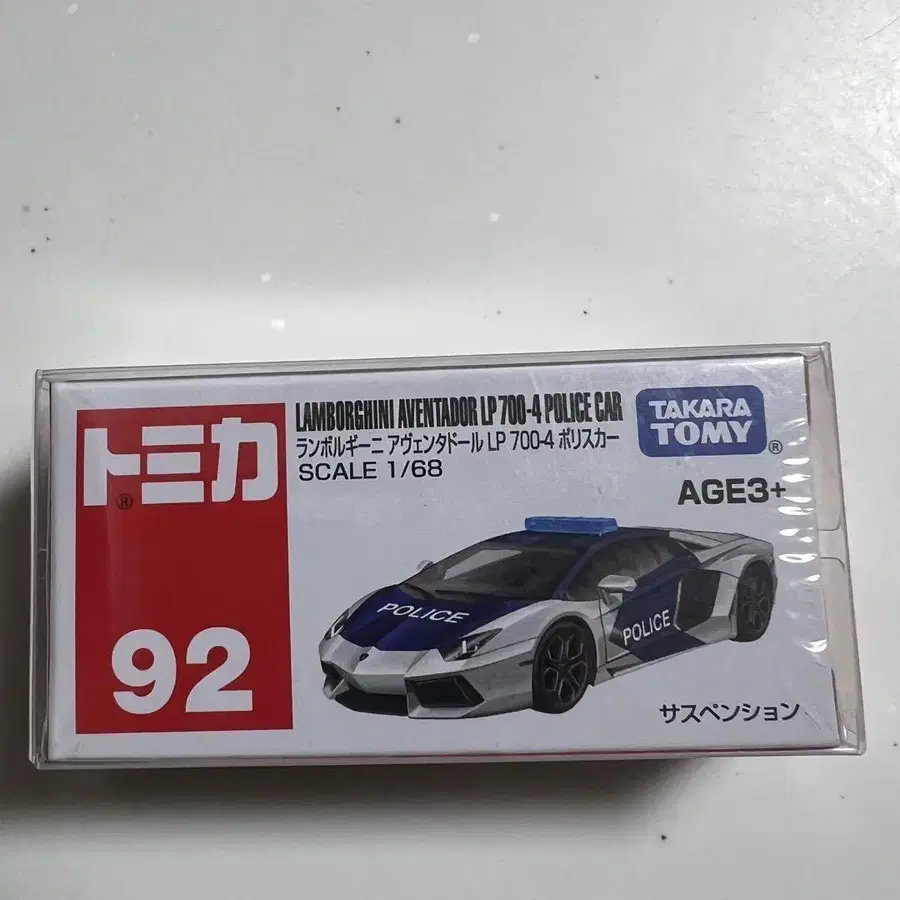 トミカ®
92
LAMBORGHINI AVENTADOR LP 700-4 POLICE CAR
ランボルギーニ アヴェンタドール LP 700-4 ポリスカー
SCALE 1/68
TAKARA
TOMY®
AGE3+
POLICE
POLICE
サスペンション